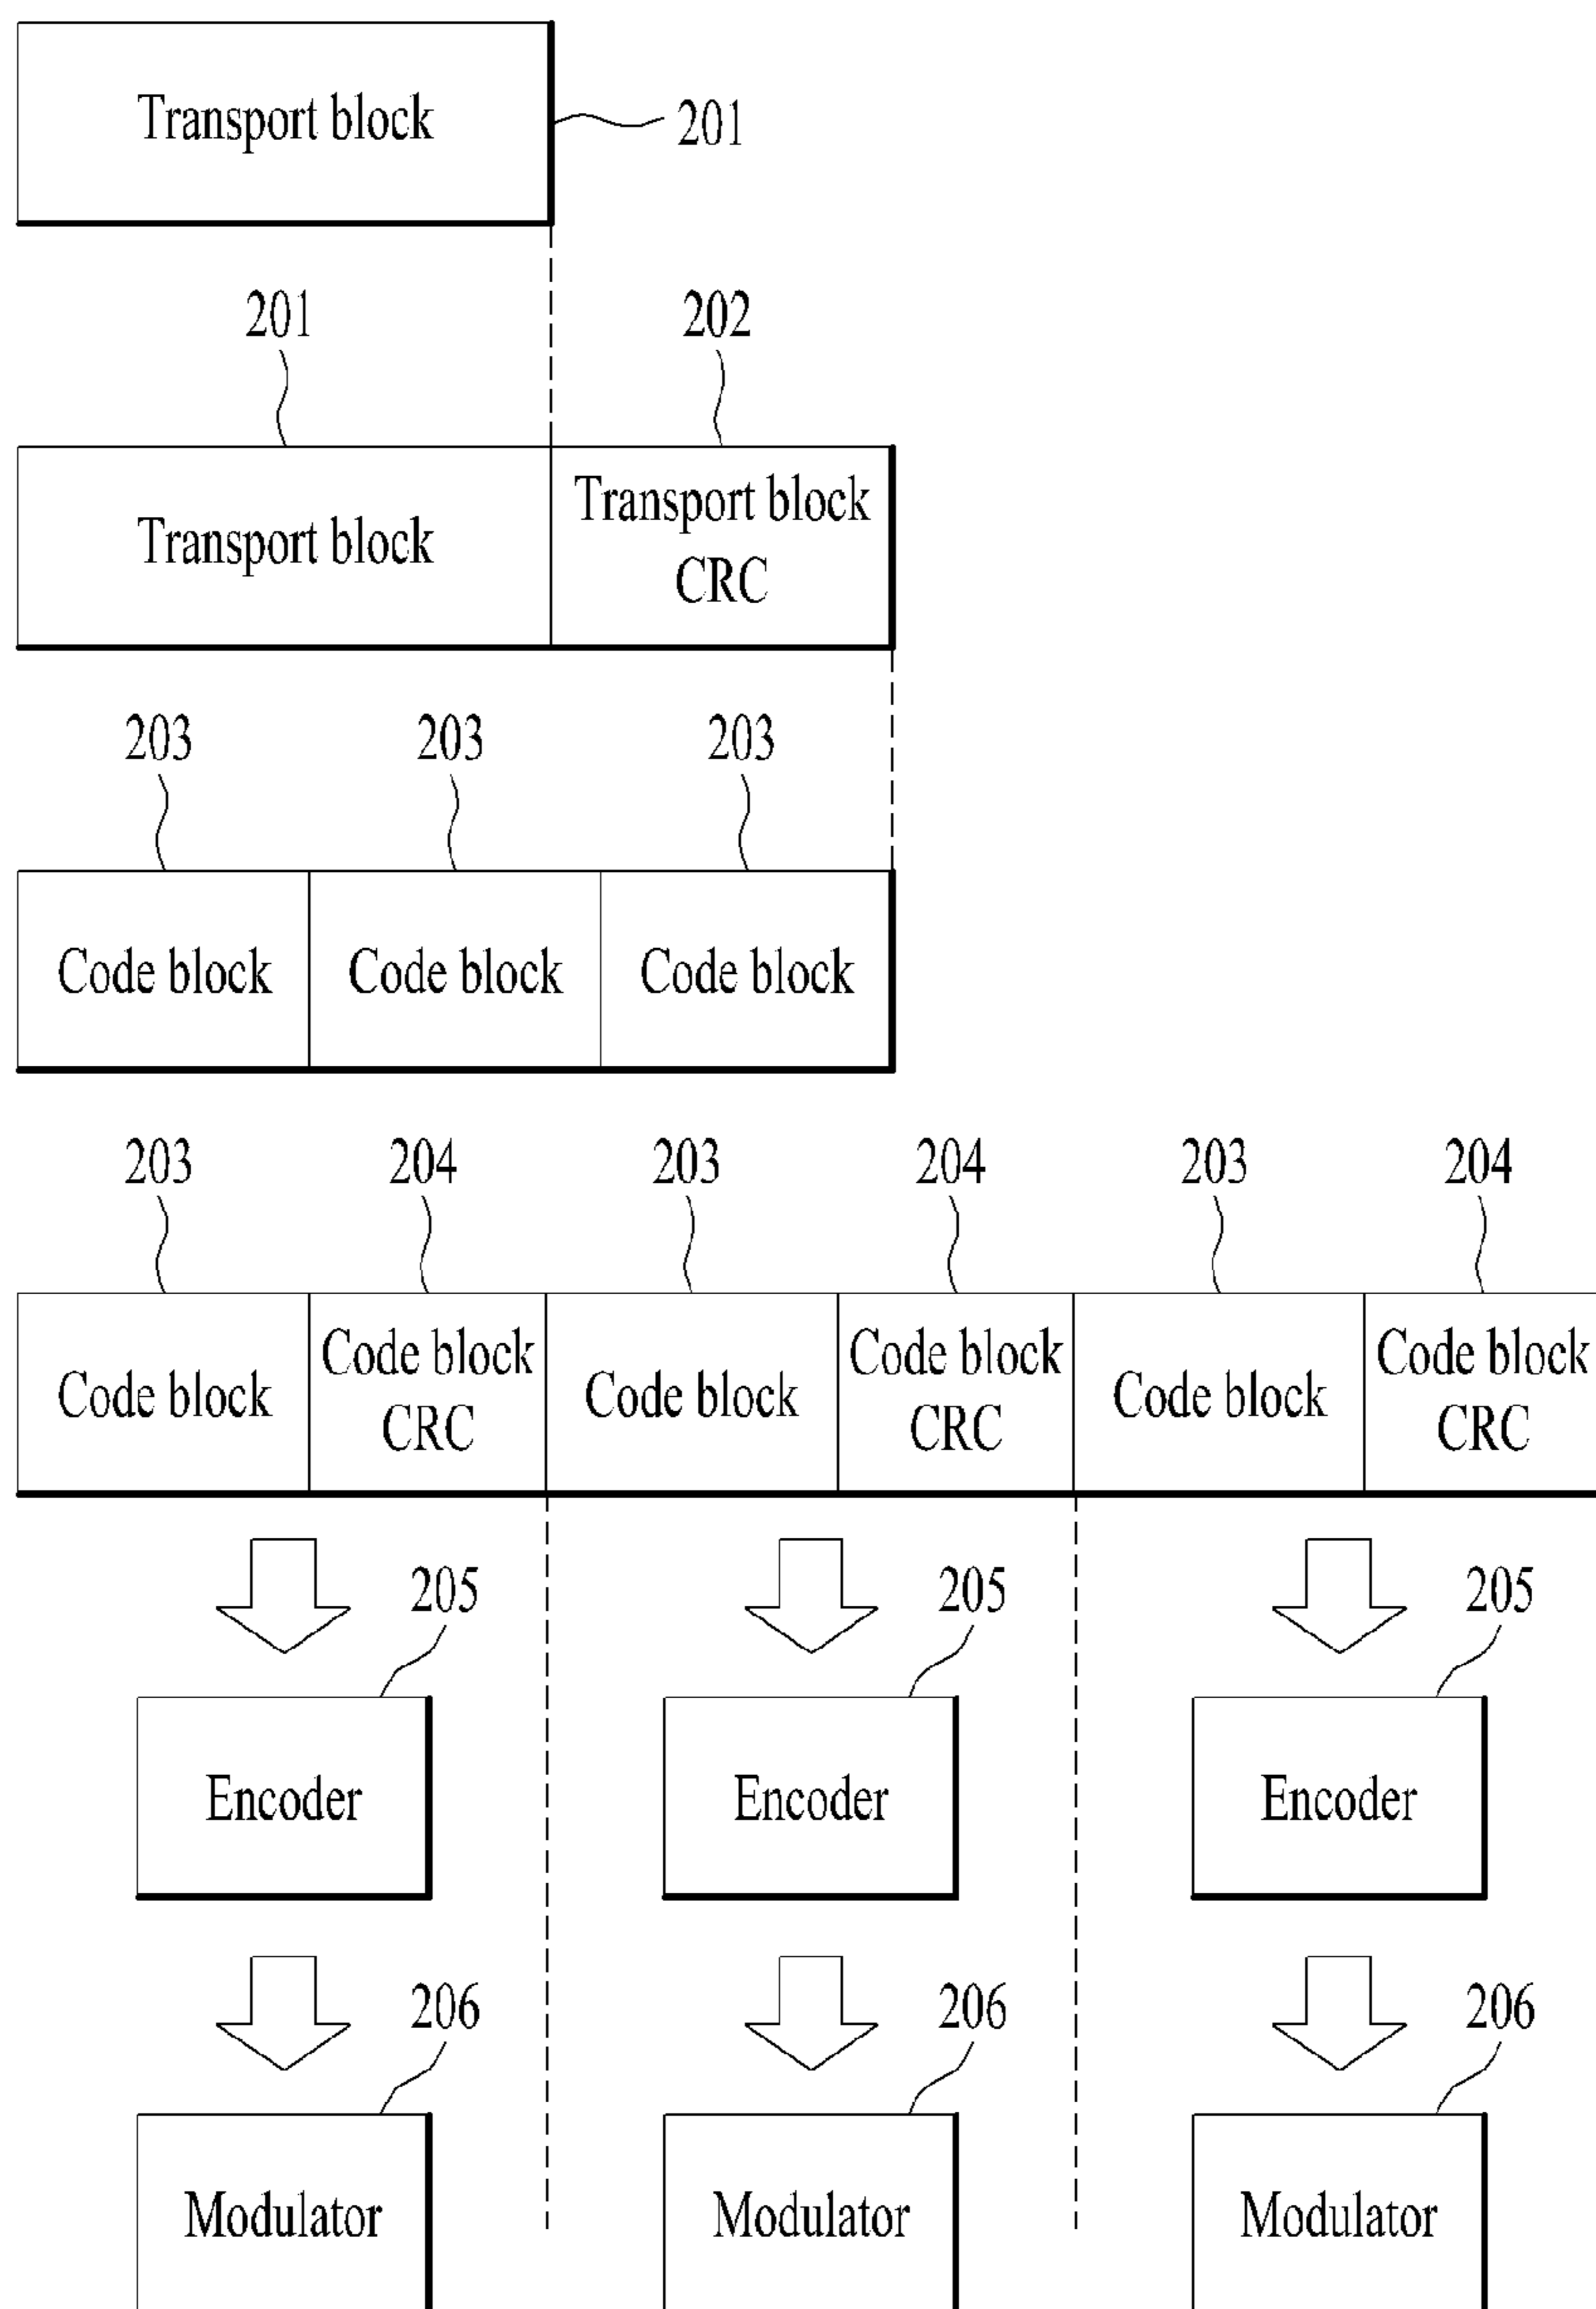 Transport block
201
201
202
Transport block
Transport block
CRC
203
203
203
Code block
Code block
Code block
203
204
203
204
203
204
Code block
Code block
CRC
Code block
Code block
CRC
Code block
Code block
CRC
205
205
205
Encoder
Encoder
Encoder
206
206
206
Modulator
Modulator
Modulator